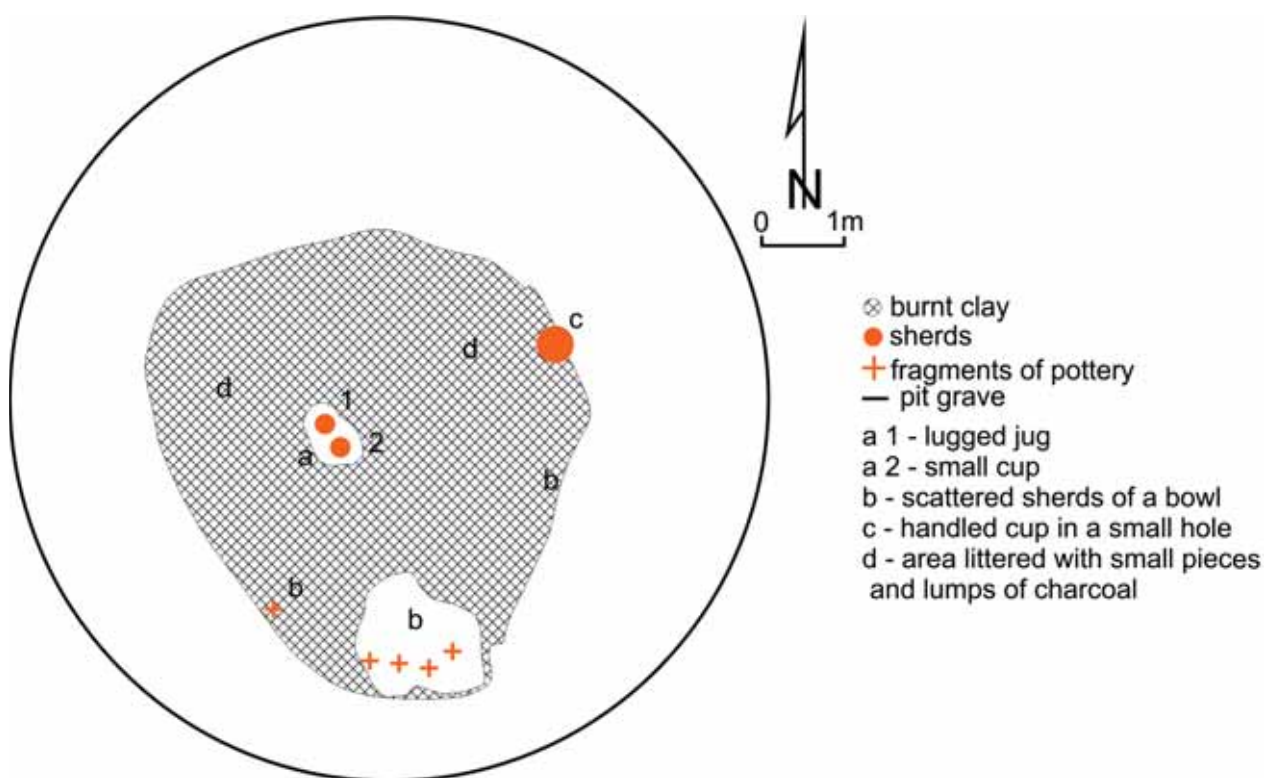 N
0 1m
c
d
d
1
2
a
b
b
b
burnt clay
sherds
fragments of pottery
pit grave
a 1 - lugged jug
a 2 - small cup
b - scattered sherds of a bowl
c - handled cup in a small hole
d - area littered with small pieces
and lumps of charcoal